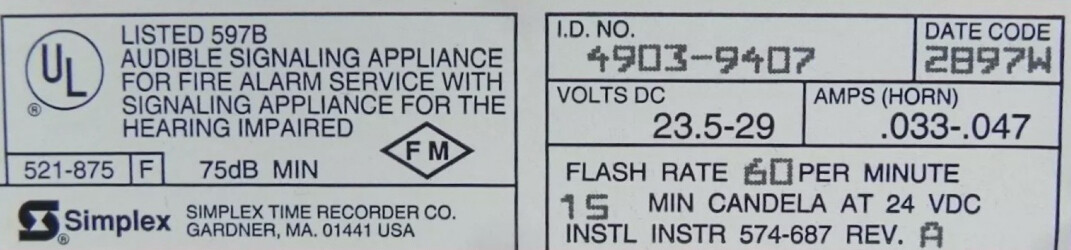 UL
®
LISTED 597B
AUDIBLE SIGNALING APPLIANCE
FOR FIRE ALARM SERVICE WITH
SIGNALING APPLIANCE FOR THE
HEARING IMPAIRED
FM
521-875 F 75dB MIN
Simplex ®
SIMPLEX TIME RECORDER CO.
GARDNER, MA. 01441 USA
I.D. NO.
4903-9407
DATE CODE
2897W
VOLTS DC
23.5-29
AMPS (HORN)
.033-.047
FLASH RATE 60 PER MINUTE
15 MIN CANDELA AT 24 VDC
INSTL INSTR 574-687 REV. A